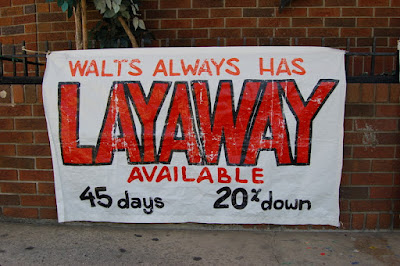 WALTS ALWAYS HAS
LAYAWAY
AVAILABLE
45 days 20% down